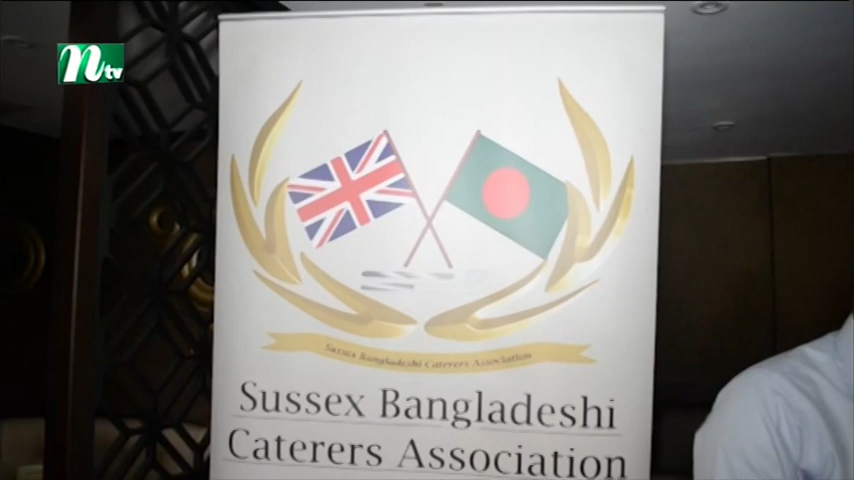 ntv
Sussex Bangladeshi Caterers Association
Sussex Bangladeshi
Caterers Association